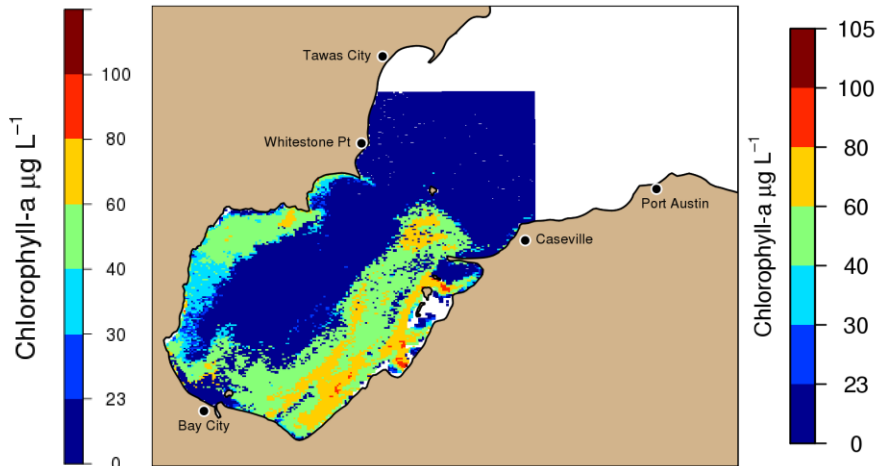 Chlorophyll-a µg L⁻¹
100
80
60
40
30
23
0
Tawas City
Whitestone Pt
Port Austin
Caseville
Bay City
Chlorophyll-a µg L⁻¹
105
100
80
60
40
30
23
0